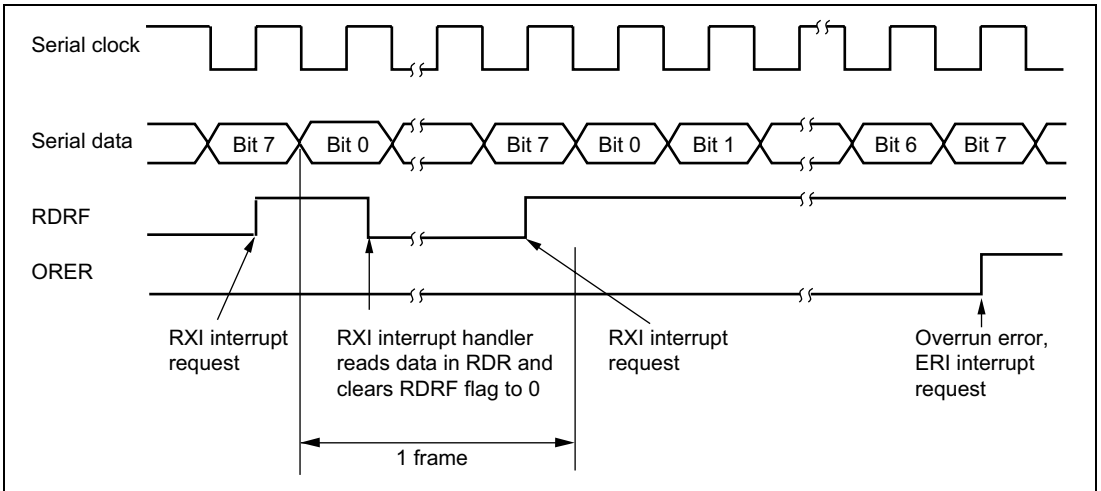 Serial clock
Serial data
Bit 7
Bit 0
Bit 7
Bit 0
Bit 1
Bit 6
Bit 7
RDRF
ORER
RXI interrupt
request
RXI interrupt handler
reads data in RDR and
clears RDRF flag to 0
RXI interrupt
request
Overrun error,
ERI interrupt
request
1 frame